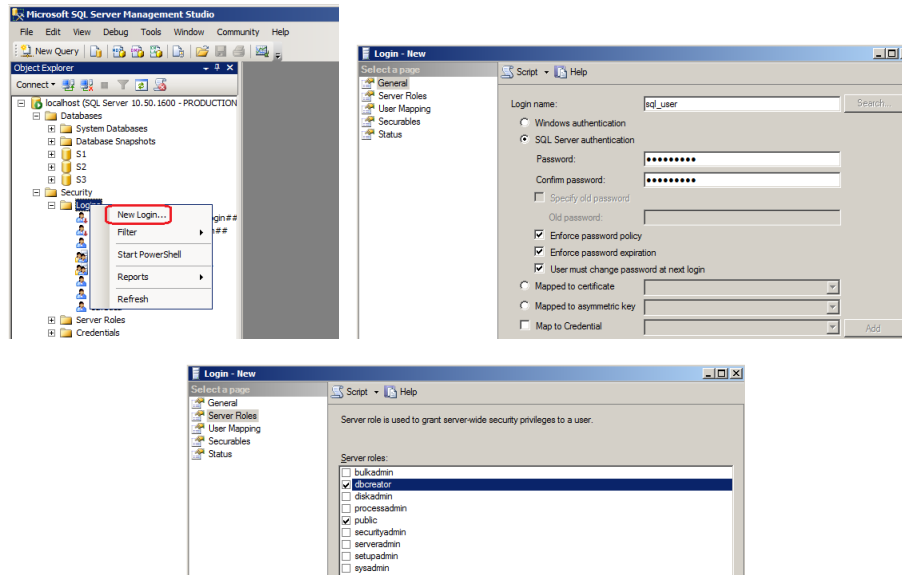 Microsoft SQL Server Management Studio
File Edit View Debug Tools Window Community Help
New Query
Object Explorer
Connect
localhost (SQL Server 10.50.1600 - PRODUCTION
Databases
System Databases
Database Snapshots
S1
S2
S3
Security
Log
New Login...
ogin##
Filter
##
Start PowerShell
Reports
Refresh
Server Roles
Credentials
Login - New
Select a page
General
Server Roles
User Mapping
Securables
Status
Script Help
Login name: sql_user Search...
Windows authentication
SQL Server authentication
Password: •••••••••
Confirm password: •••••••••
Specify old password
Old password:
Enforce password policy
Enforce password expiration
User must change password at next login
Mapped to certificate
Mapped to asymmetric key
Map to Credential Add
Login - New
Select a page
General
Server Roles
User Mapping
Securables
Status
Script Help
Server role is used to grant server-wide security privileges to a user.
Server roles:
bulkadmin
dbcreator
diskadmin
processadmin
public
securityadmin
serveradmin
setupadmin
sysadmin